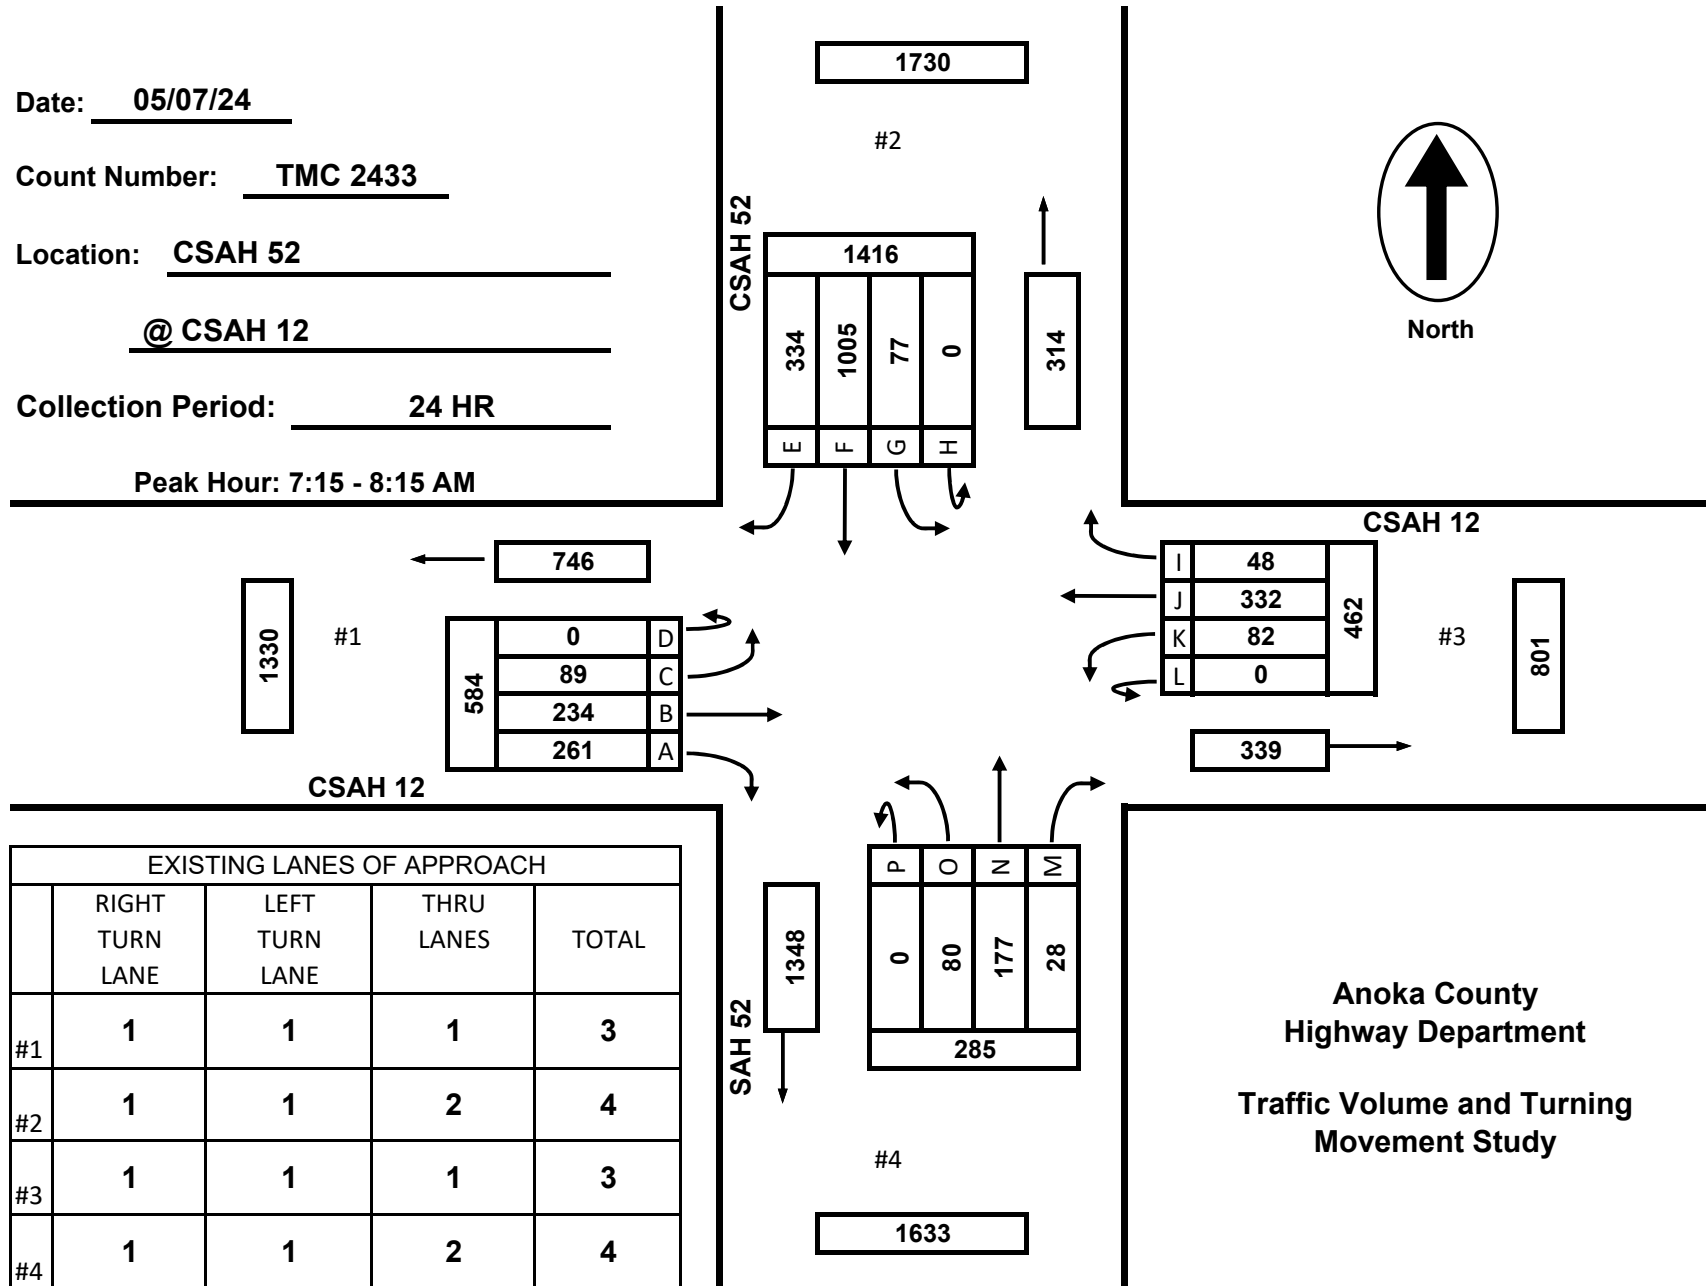 Date: 05/07/24
Count Number: TMC 2433
Location: CSAH 52
@ CSAH 12
Collection Period: 24 HR
Peak Hour: 7:15 - 8:15 AM
1730
#2
CSAH 52
1416
334 1005 77 0
E F G H
314
North
CSAH 12
746
1330
#1
584
0 D
89 C
234 B
261 A
CSAH 12
I 48
J 332
K 82
L 0
462
#3
801
339
P O N M
0 80 177 28
285
1348
SAH 52
#4
1633
EXISTING LANES OF APPROACH
RIGHT TURN LANE
LEFT TURN LANE
THRU LANES
TOTAL
#1 1 1 1 3
#2 1 1 2 4
#3 1 1 1 3
#4 1 1 2 4
Anoka County
Highway Department
Traffic Volume and Turning
Movement Study